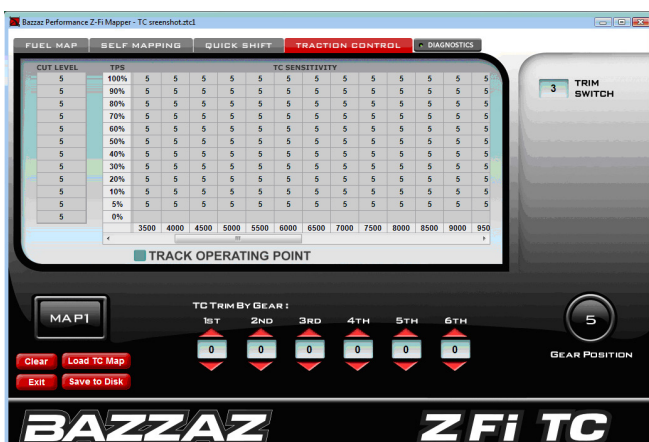 Bazzaz Performance Z-Fi Mapper - TC sreenshot.ztc1
FUEL MAP SELF MAPPING QUICK SHIFT TRACTION CONTROL DIAGNOSTICS
CUT LEVEL TPS TC SENSITIVITY
5 100% 5 5 5 5 5 5 5 5 5 5 5 5
5 90% 5 5 5 5 5 5 5 5 5 5 5 5
5 80% 5 5 5 5 5 5 5 5 5 5 5 5
5 70% 5 5 5 5 5 5 5 5 5 5 5 5
5 60% 5 5 5 5 5 5 5 5 5 5 5 5
5 50% 5 5 5 5 5 5 5 5 5 5 5 5
5 40% 5 5 5 5 5 5 5 5 5 5 5 5
5 30% 5 5 5 5 5 5 5 5 5 5 5 5
5 20% 5 5 5 5 5 5 5 5 5 5 5 5
5 10% 5 5 5 5 5 5 5 5 5 5 5 5
5 5% 5 5 5 5 5 5 5 5 5 5 5 5
5 0%
3500 4000 4500 5000 5500 6000 6500 7000 7500 8000 8500 9000 950
TRACK OPERATING POINT
3 TRIM SWITCH
MAP1
TC TRIM BY GEAR :
1ST 2ND 3RD 4TH 5TH 6TH
0 0 0 0 0 0
5
GEAR POSITION
Clear Load TC Map
Exit Save to Disk
BAZZAZ Z Fi TC